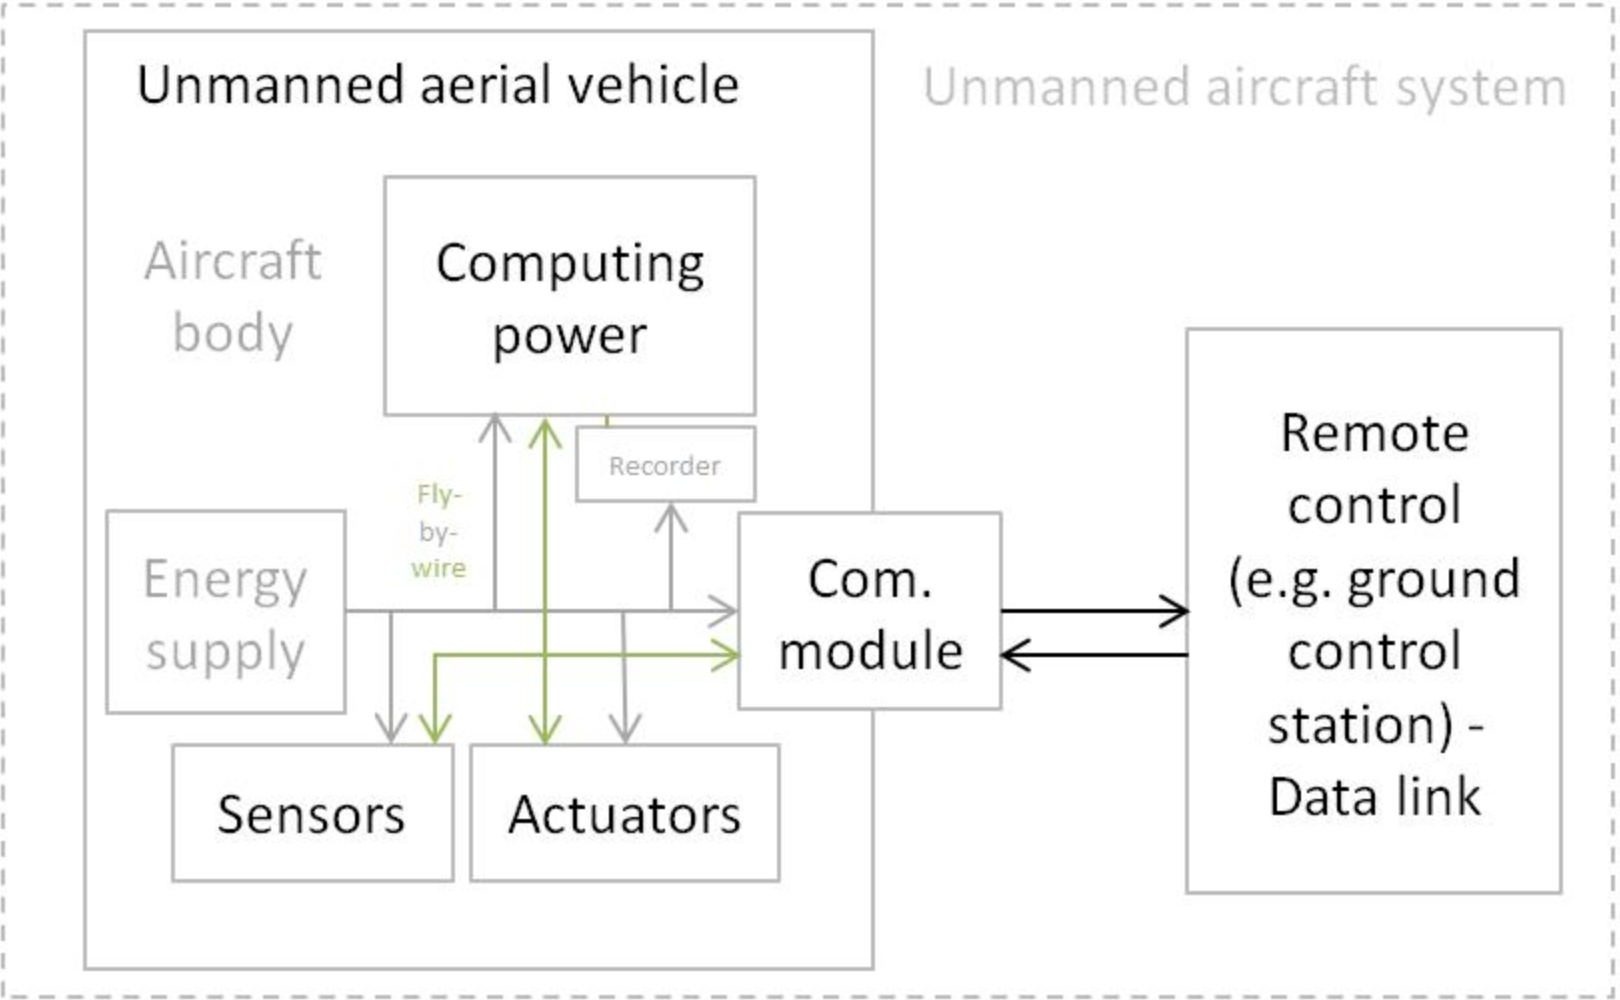 Unmanned aerial vehicle
Unmanned aircraft system
Aircraft
body
Computing
power
Recorder
Fly-
by-
wire
Energy
supply
Com.
module
Sensors
Actuators
Remote
control
(e.g. ground
control
station) -
Data link